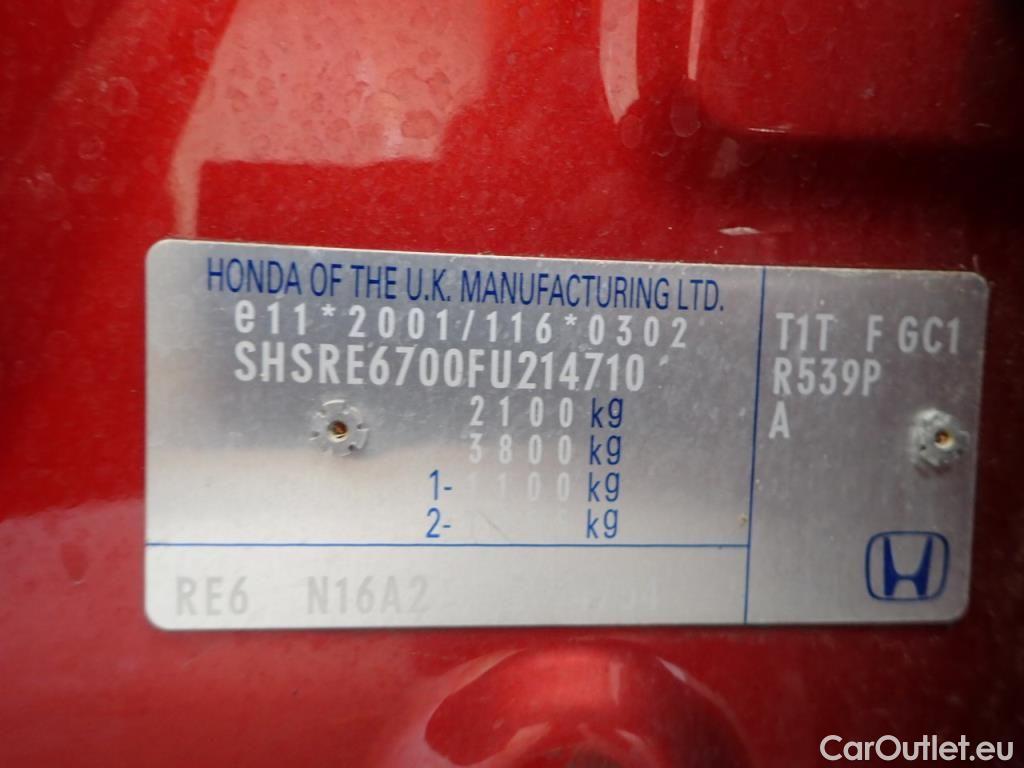 HONDA OF THE U.K. MANUFACTURING LTD.
e11*2001/116*0302
SHSRE6700FU214710
2100 kg
3800 kg
1- 1100 kg
2- kg
T1T F GC1
R539P
A
RE6 N16A2
CarOutlet.eu